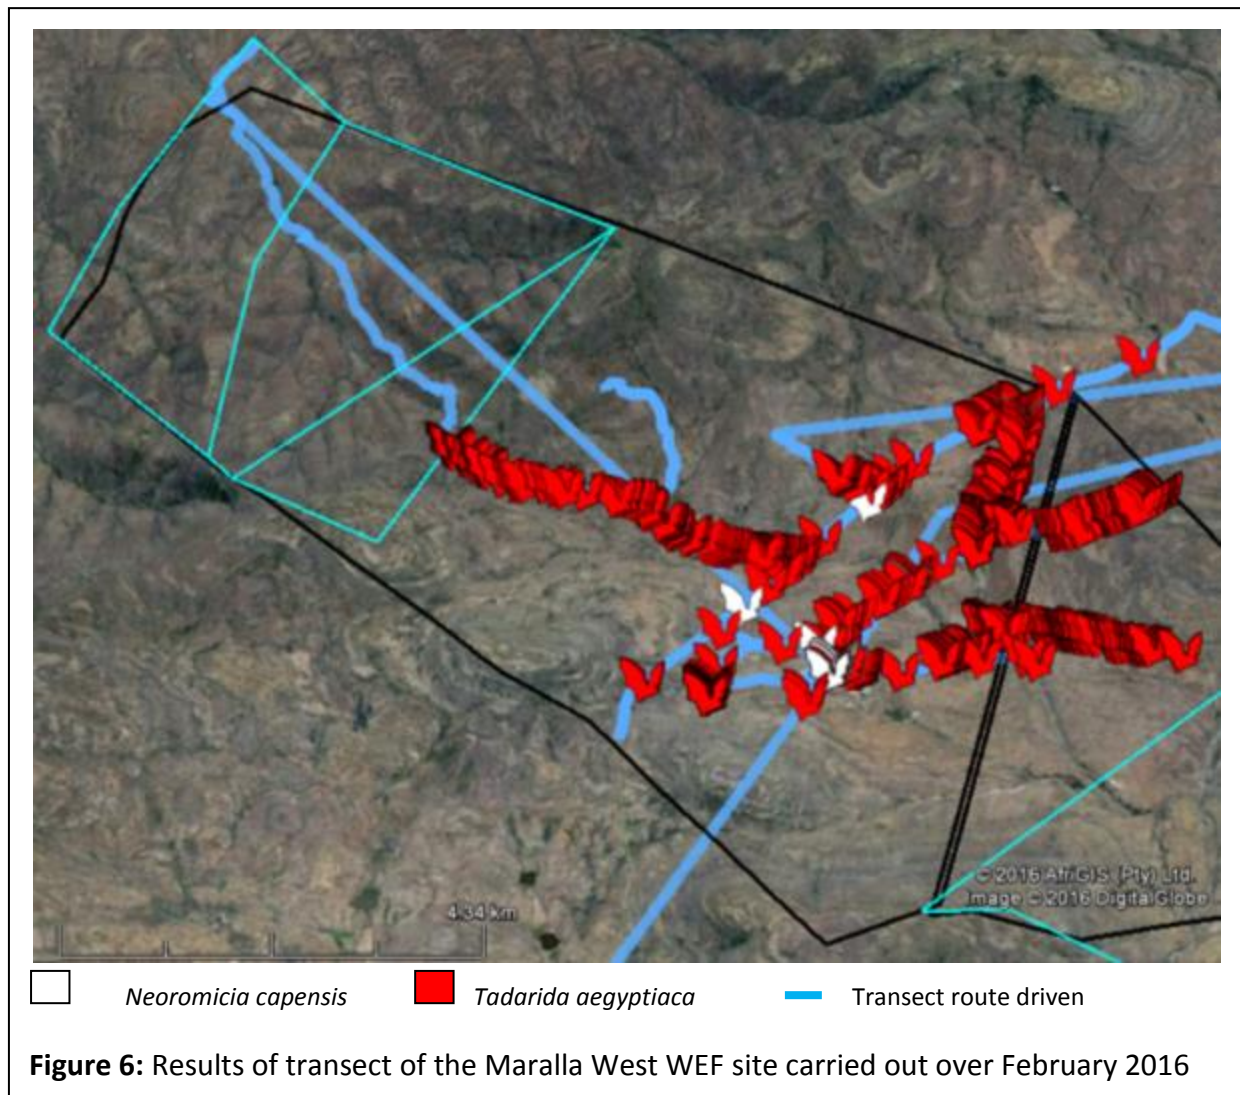 4.34 km
© 2016 AfriGIS (Pty) Ltd.
Image © 2016 DigitalGlobe
Neoromicia capensis
Tadarida aegyptiaca
Transect route driven
Figure 6: Results of transect of the Maralla West WEF site carried out over February 2016